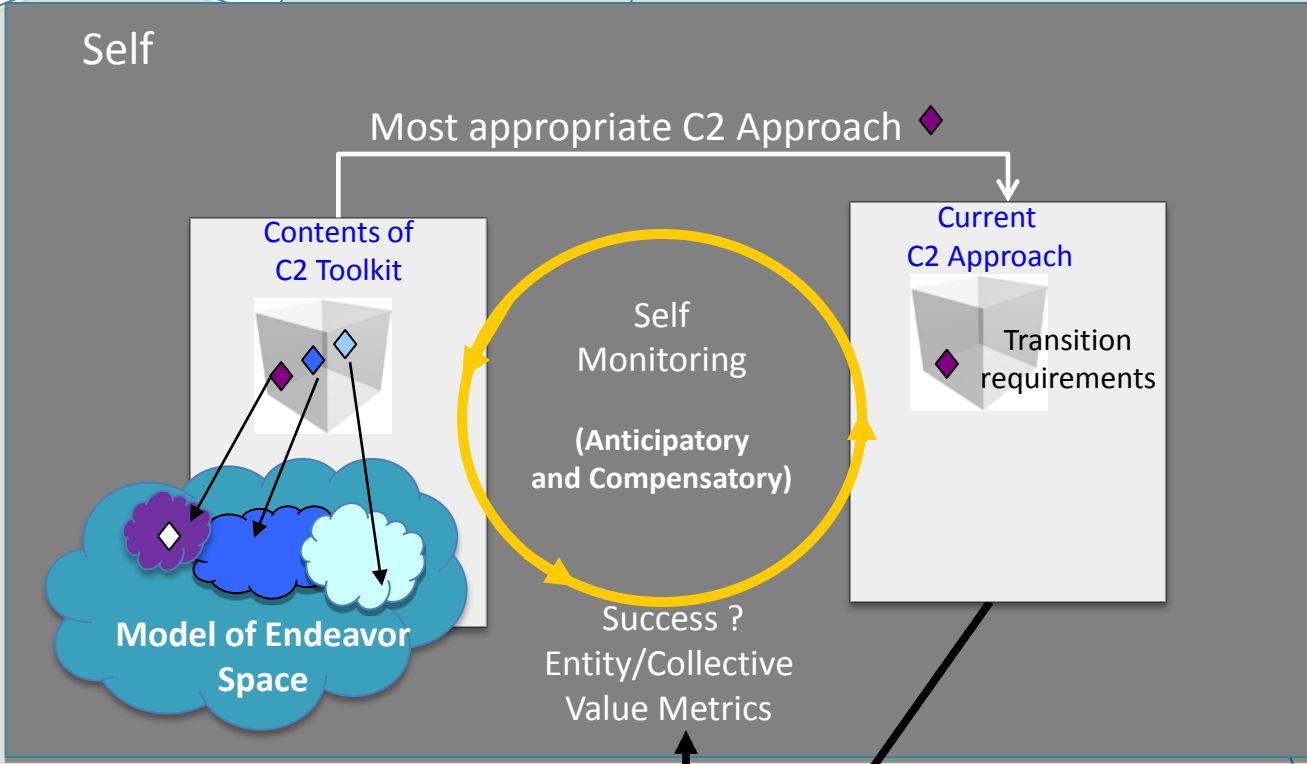 Self
Most appropriate C2 Approach
Contents of
C2 Toolkit
Current
C2 Approach
Self
Monitoring
(Anticipatory
and Compensatory)
Transition
requirements
Model of Endeavor
Space
Success ?
Entity/Collective
Value Metrics